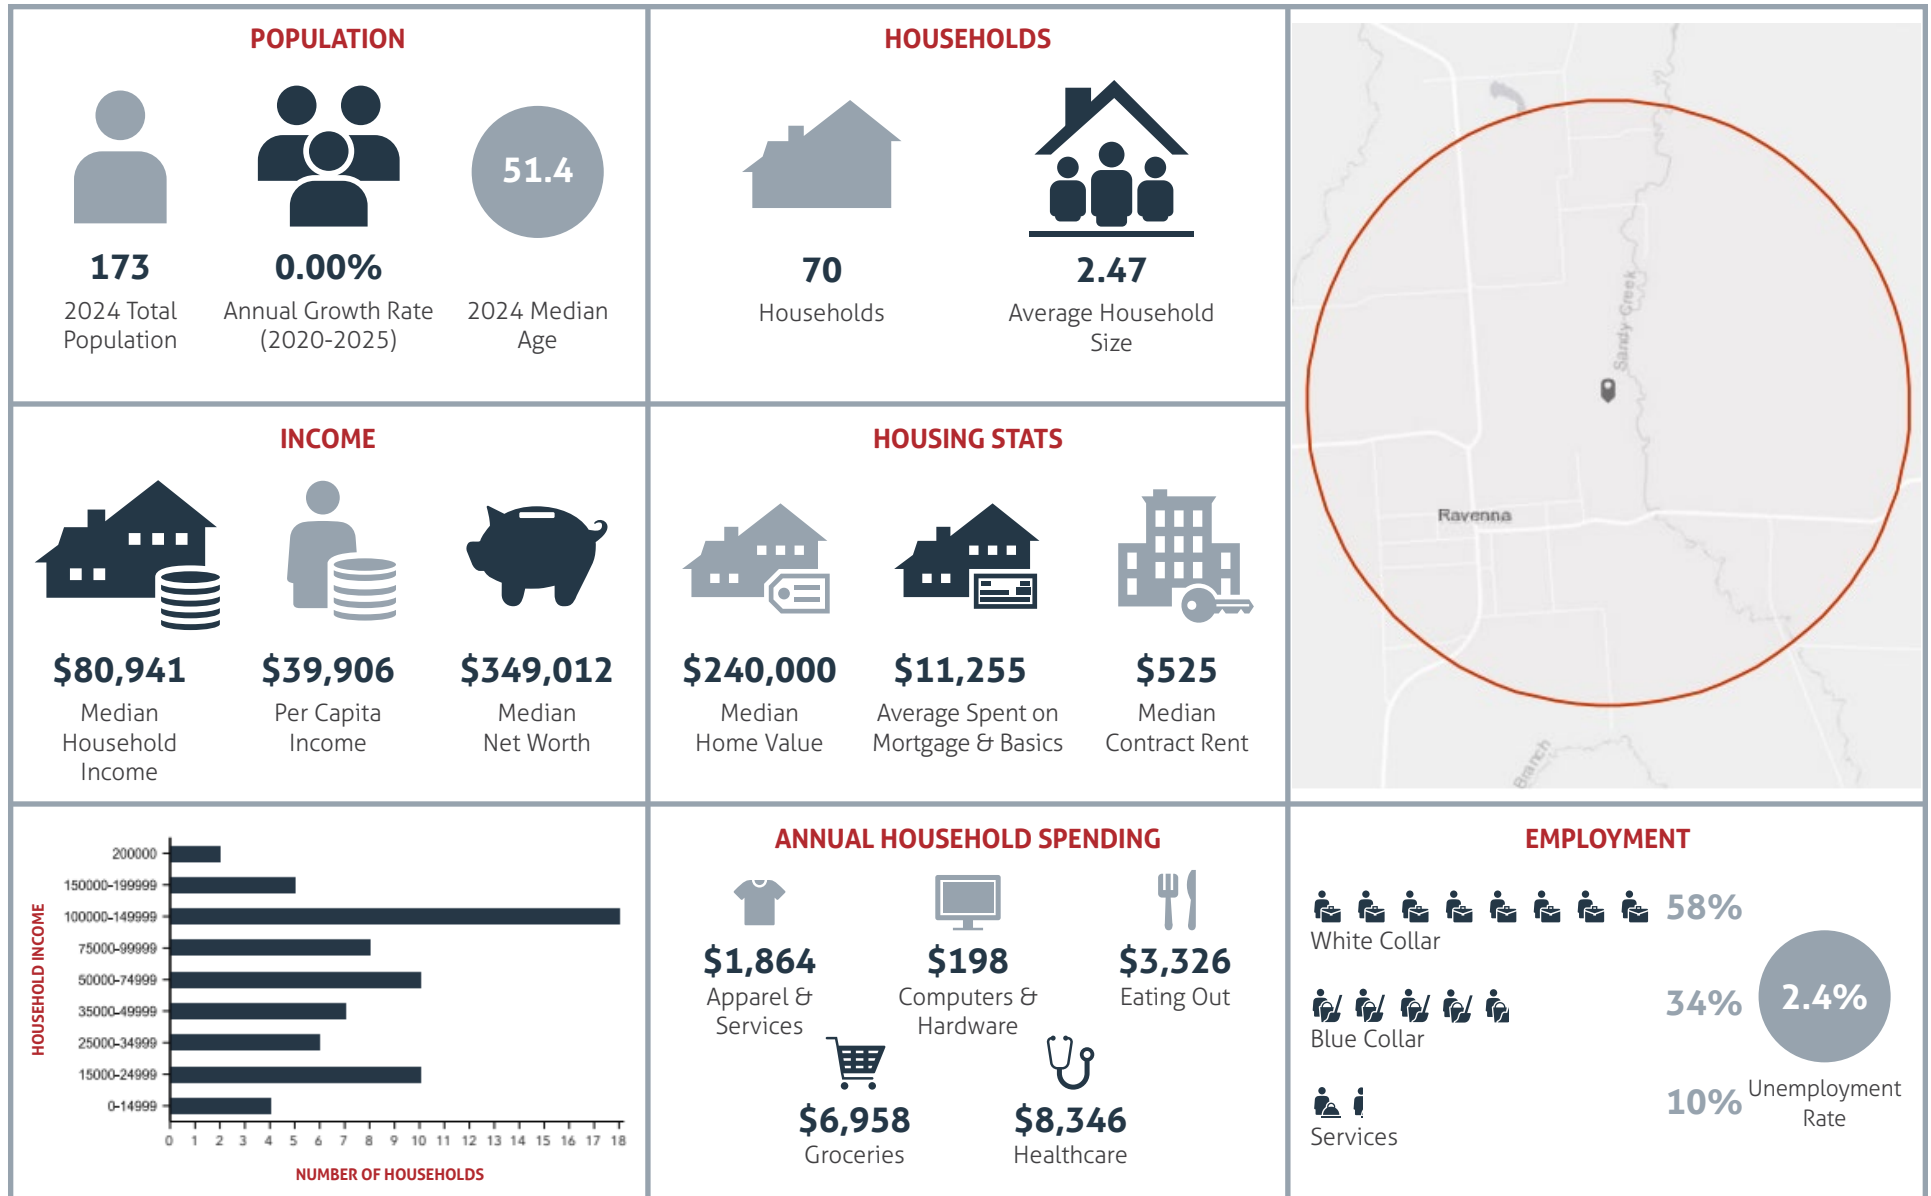 POPULATION
51.4
173
0.00%
2024 Total
Population
Annual Growth Rate
(2020-2025)
2024 Median
Age
HOUSEHOLDS
70
2.47
Households
Average Household
Size
Sandy Creek
Ravenna
Branch
INCOME
$80,941
$39,906
$349,012
Median
Household
Income
Per Capita
Income
Median
Net Worth
HOUSING STATS
$240,000
$11,255
$525
Median
Home Value
Average Spent on
Mortgage & Basics
Median
Contract Rent
HOUSEHOLD INCOME
200000
150000-199999
100000-149999
75000-99999
50000-74999
35000-49999
25000-34999
15000-24999
0-14999
0 1 2 3 4 5 6 7 8 9 10 11 12 13 14 15 16 17 18
NUMBER OF HOUSEHOLDS
ANNUAL HOUSEHOLD SPENDING
$1,864
$198
$3,326
Apparel &
Services
Computers &
Hardware
Eating Out
$6,958
$8,346
Groceries
Healthcare
EMPLOYMENT
58%
White Collar
34%
Blue Collar
10%
Services
2.4%
Unemployment
Rate